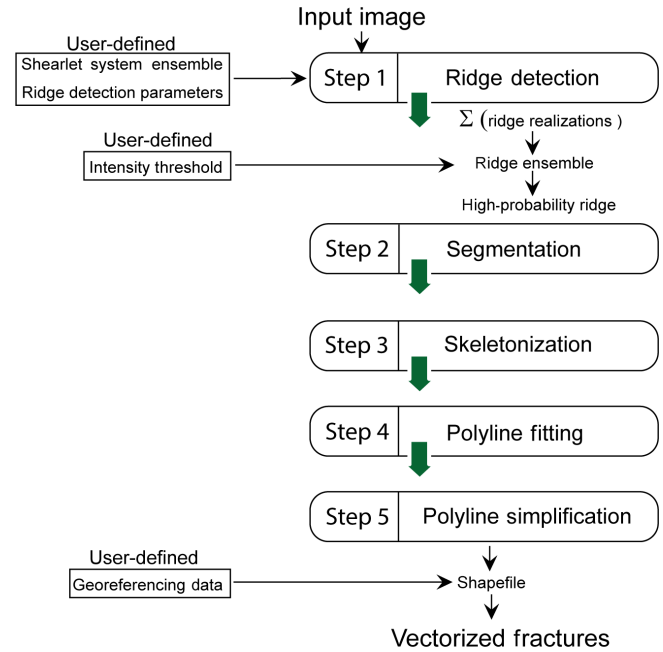 Input image
User-defined
Shearlet system ensemble
Ridge detection parameters
Step 1
Ridge detection
Σ (ridge realizations )
User-defined
Intensity threshold
Ridge ensemble
High-probability ridge
Step 2
Segmentation
Step 3
Skeletonization
Step 4
Polyline fitting
Step 5
Polyline simplification
User-defined
Georeferencing data
Shapefile
Vectorized fractures